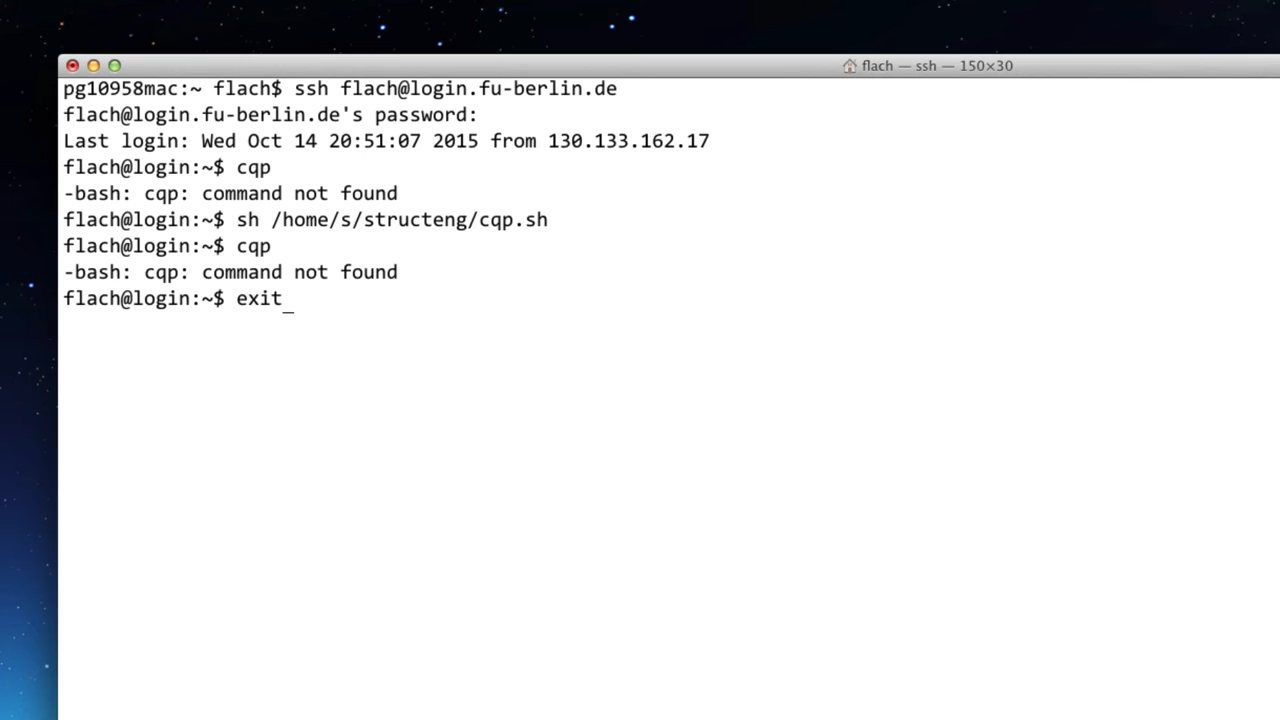 flach — ssh — 150×30
pg10958mac:~ flach$ ssh flach@login.fu-berlin.de
flach@login.fu-berlin.de's password:
Last login: Wed Oct 14 20:51:07 2015 from 130.133.162.17
flach@login:~$ cqp
-bash: cqp: command not found
flach@login:~$ sh /home/s/structeng/cqp.sh
flach@login:~$ cqp
-bash: cqp: command not found
flach@login:~$ exit_